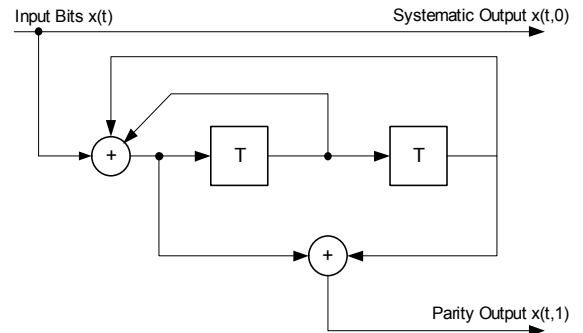 Input Bits x(t)
Systematic Output x(t,0)
+
T
T
+
Parity Output x(t,1)